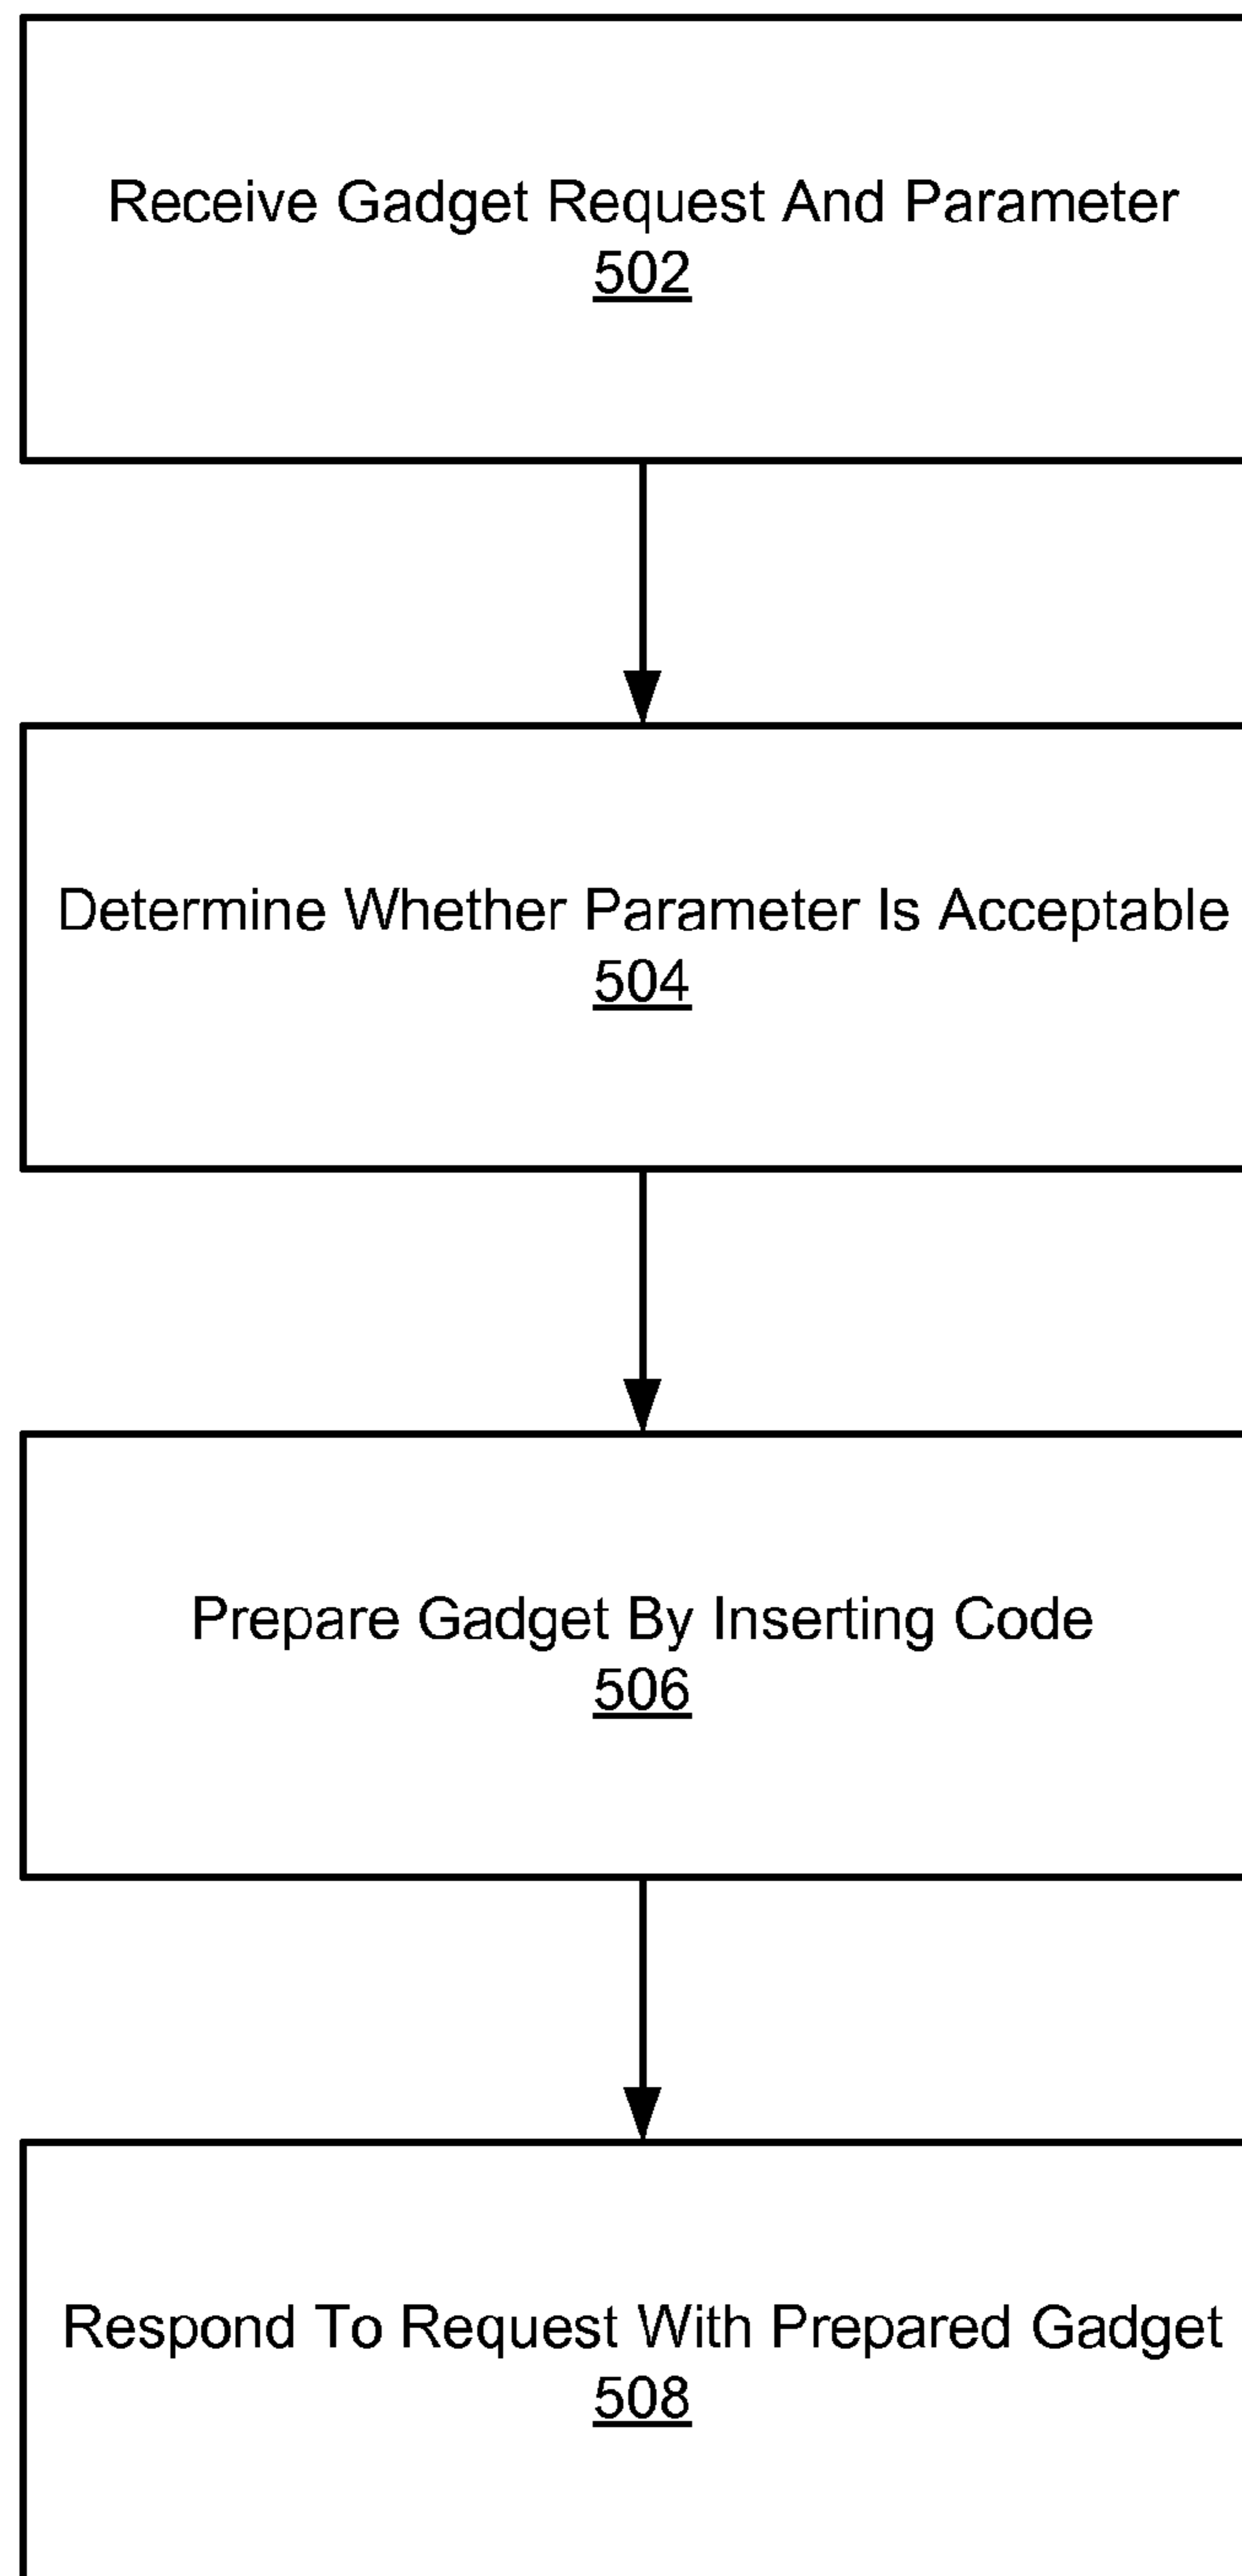 Receive Gadget Request And Parameter
502
Determine Whether Parameter Is Acceptable
504
Prepare Gadget By Inserting Code
506
Respond To Request With Prepared Gadget
508